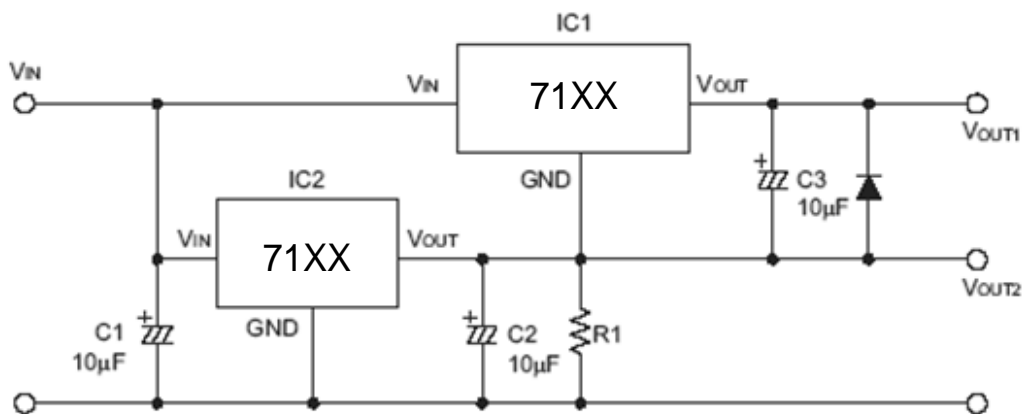 IC1
VIN
VIN
71XX
VOUT
VOUT1
GND
C3
10μF
IC2
VIN
71XX
VOUT
VOUT2
GND
C1
10μF
C2
10μF
R1